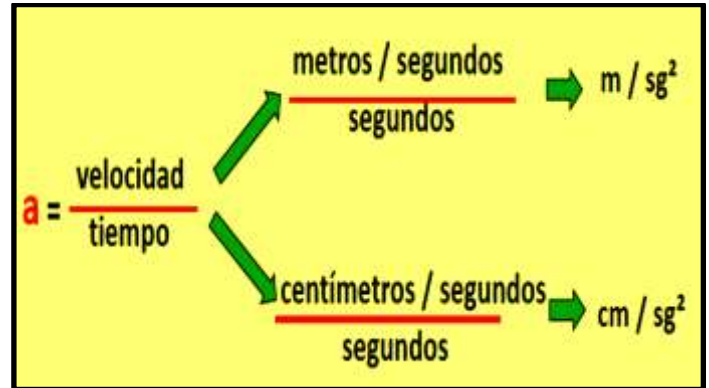 metros / segundos
segundos
m / sg²
a = velocidad
tiempo
centímetros / segundos
segundos
cm / sg²